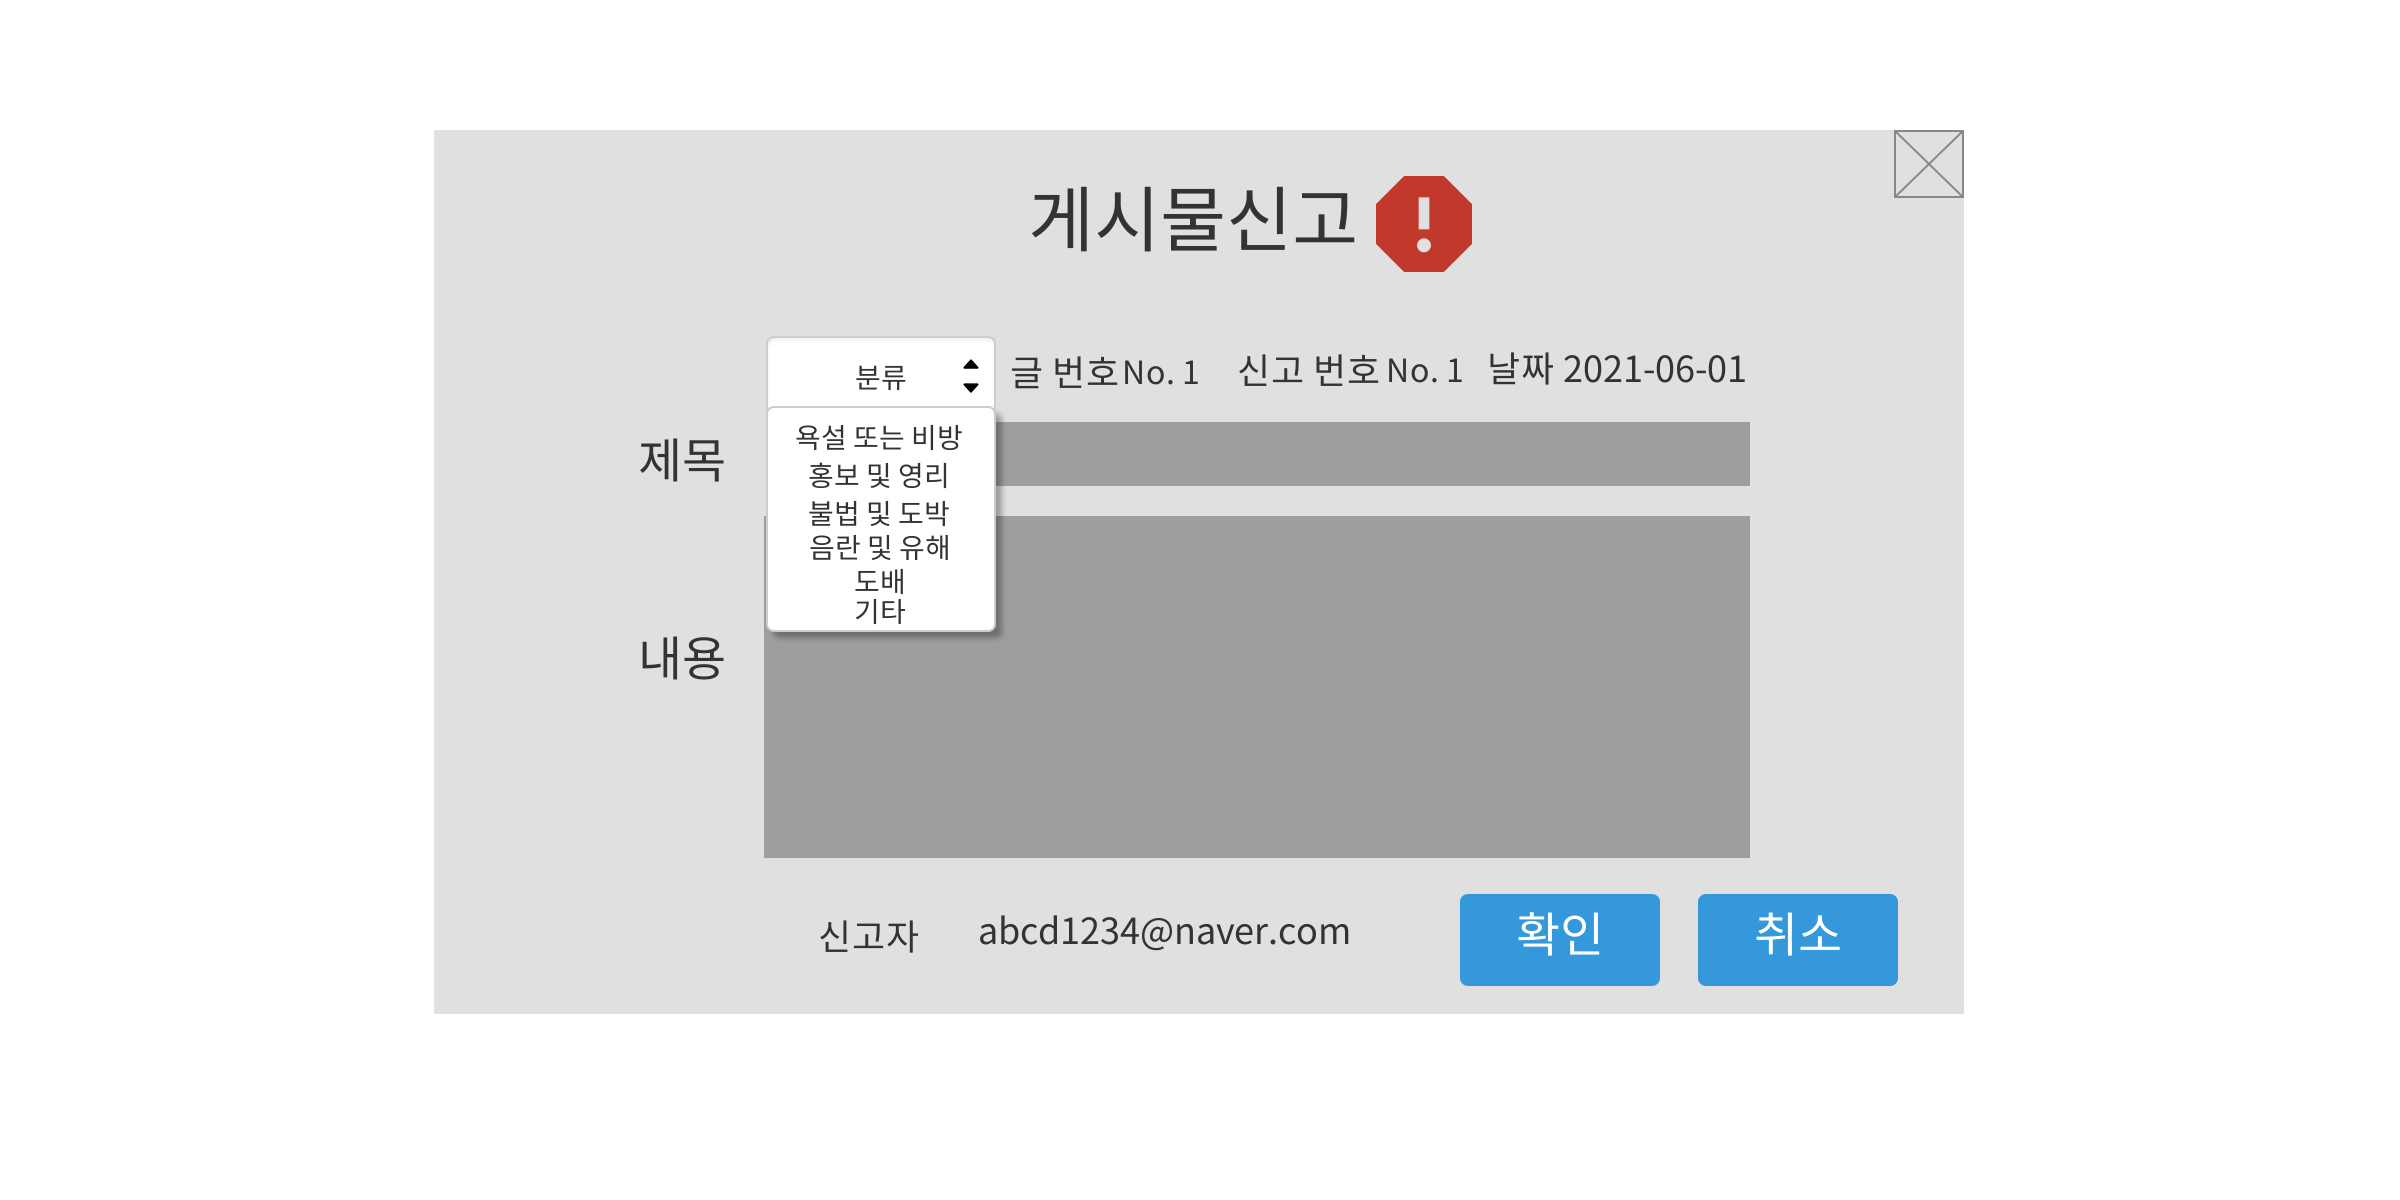 게시물신고
분류
글 번호 No. 1 신고 번호 No. 1 날짜 2021-06-01
제목
욕설 또는 비방
홍보 및 영리
불법 및 도박
음란 및 유해
도배
기타
내용
신고자 abcd1234@naver.com
확인 취소